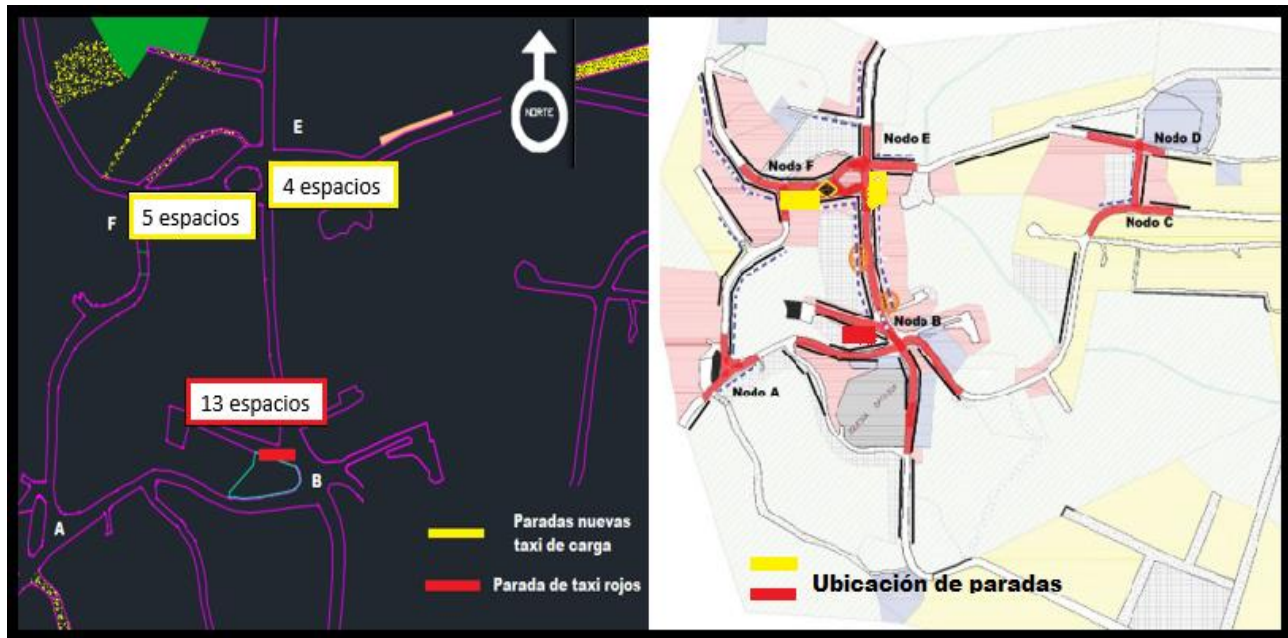 NORTE
E
4 espacios
5 espacios
F
13 espacios
B
A
Paradas nuevas
taxi de carga
Parada de taxi rojos
Nodo E
Nodo D
Nodo F
Nodo C
Nodo B
Nodo A
Ubicación de paradas